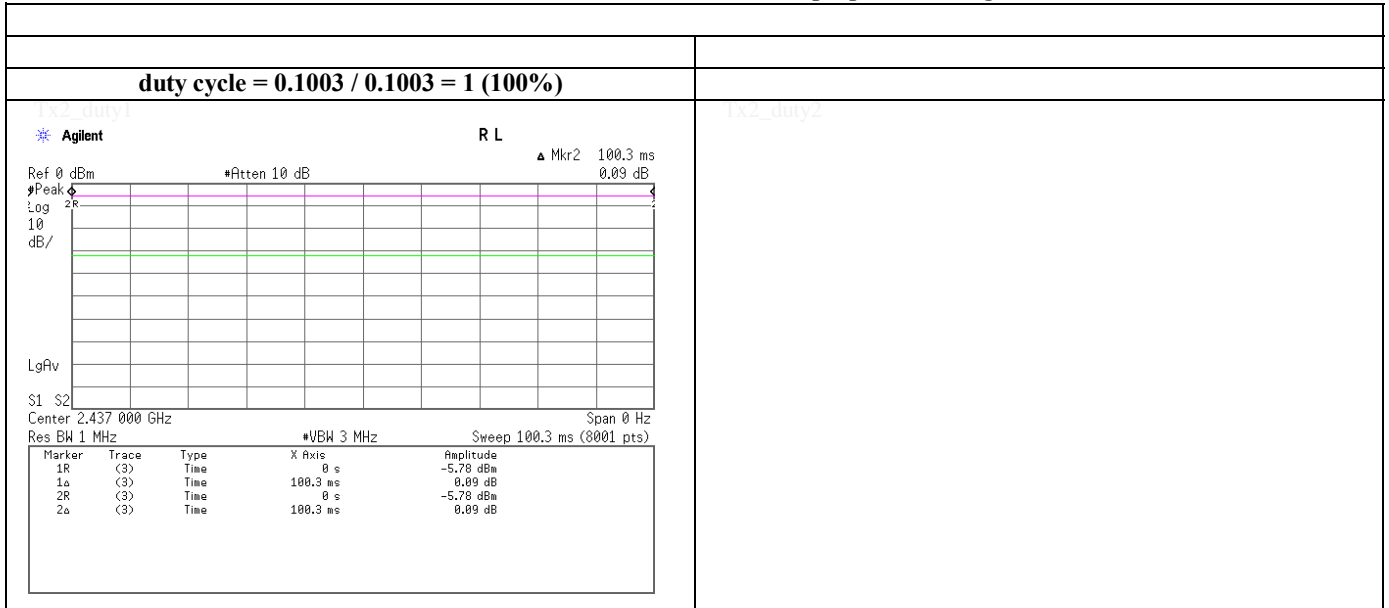 duty cycle = 0.1003 / 0.1003 = 1 (100%)
Tx2_duty1
Tx2_duty2
Agilent
R L
Δ Mkr2 100.3 ms
Ref 0 dBm
#Atten 10 dB
0.09 dB
#Peak
Log
2R
2
10
dB/
LgAv
S1 S2
Center 2.437 000 GHz
Span 0 Hz
Res BW 1 MHz
#VBW 3 MHz
Sweep 100.3 ms (8001 pts)
Marker Trace Type X Axis Amplitude
1R (3) Time 0 s -5.78 dBm
1Δ (3) Time 100.3 ms 0.09 dB
2R (3) Time 0 s -5.78 dBm
2Δ (3) Time 100.3 ms 0.09 dB